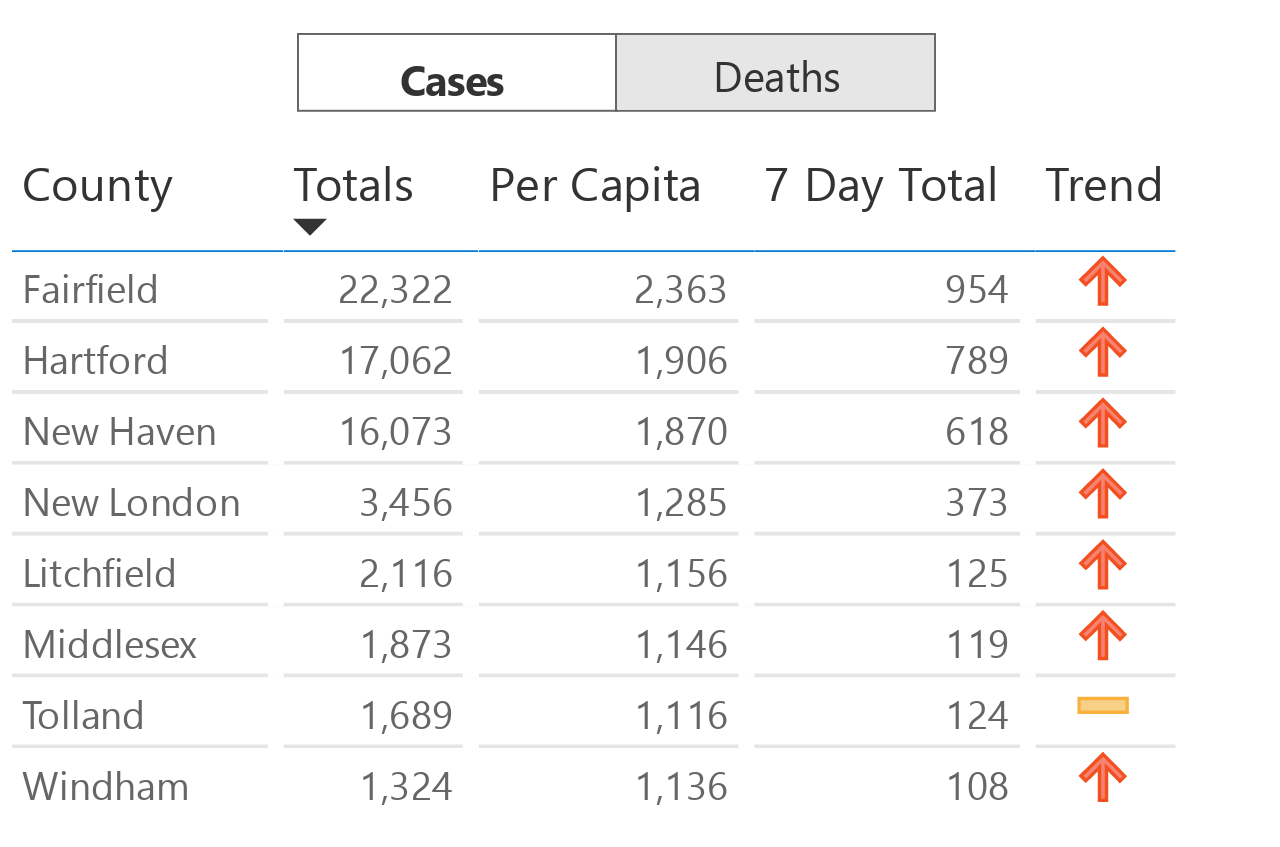 Cases Deaths
County Totals Per Capita 7 Day Total Trend
Fairfield 22,322 2,363 954
Hartford 17,062 1,906 789
New Haven 16,073 1,870 618
New London 3,456 1,285 373
Litchfield 2,116 1,156 125
Middlesex 1,873 1,146 119
Tolland 1,689 1,116 124
Windham 1,324 1,136 108